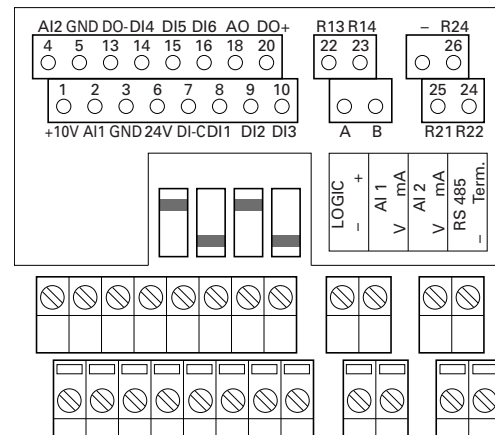 AI2 GND DO- DI4 DI5 DI6 AO DO+ R13 R14 – R24
4 5 13 14 15 16 18 20 22 23 26
1 2 3 6 7 8 9 10 25 24
+10V AI1 GND 24V DI-C DI1 DI2 DI3 A B R21 R22
LOGIC
– +
AI 1
V mA
AI 2
V mA
RS 485
– Term.